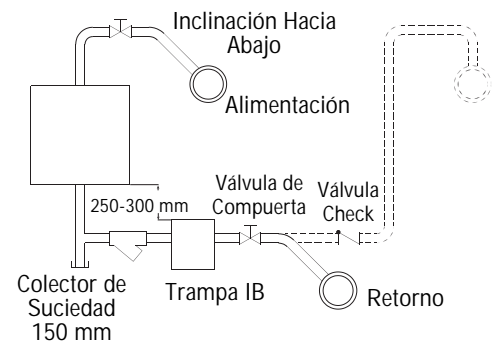 Inclinación Hacia
Abajo
Alimentación
250-300 mm
Válvula de
Compuerta
Válvula
Check
Colector de
Suciedad
150 mm
Trampa IB
Retorno